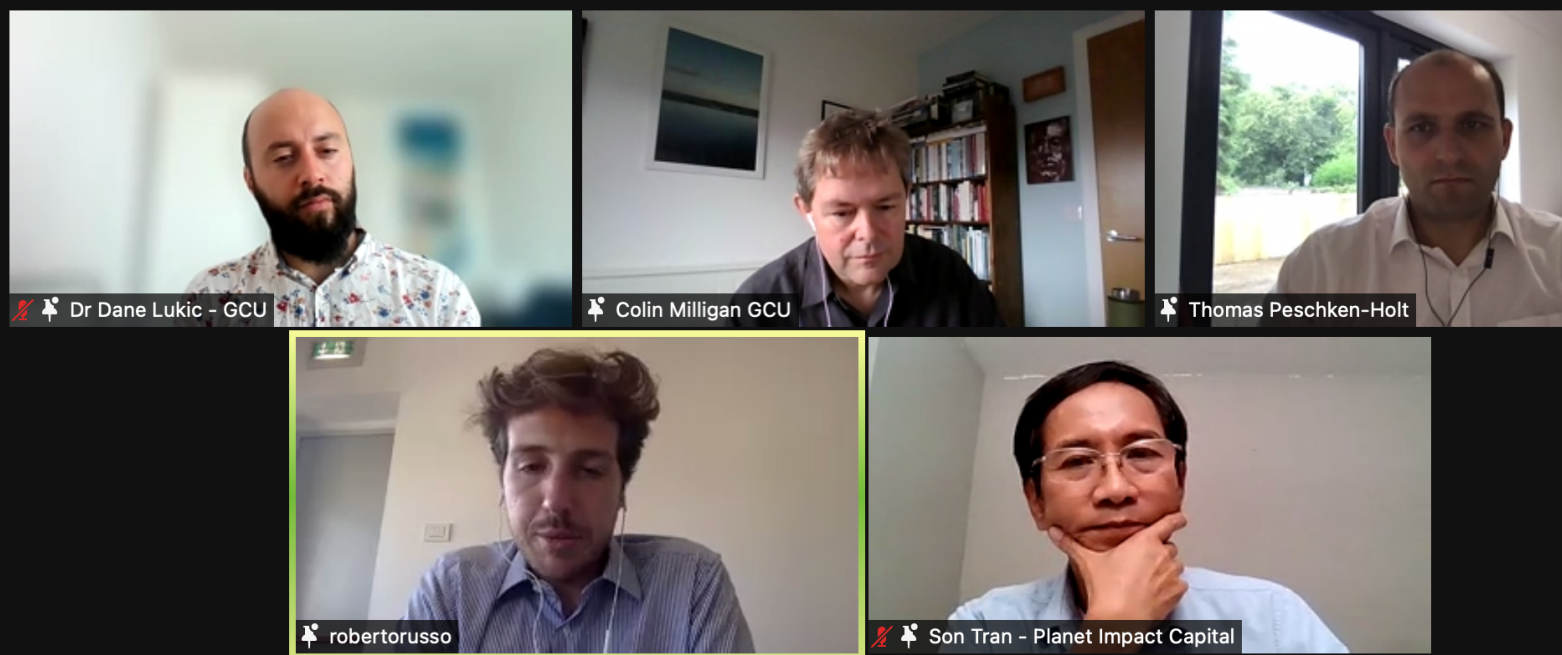 Dr Dane Lukic - GCU
Colin Milligan GCU
Thomas Peschken-Holt
robertorusso
Son Tran - Planet Impact Capital